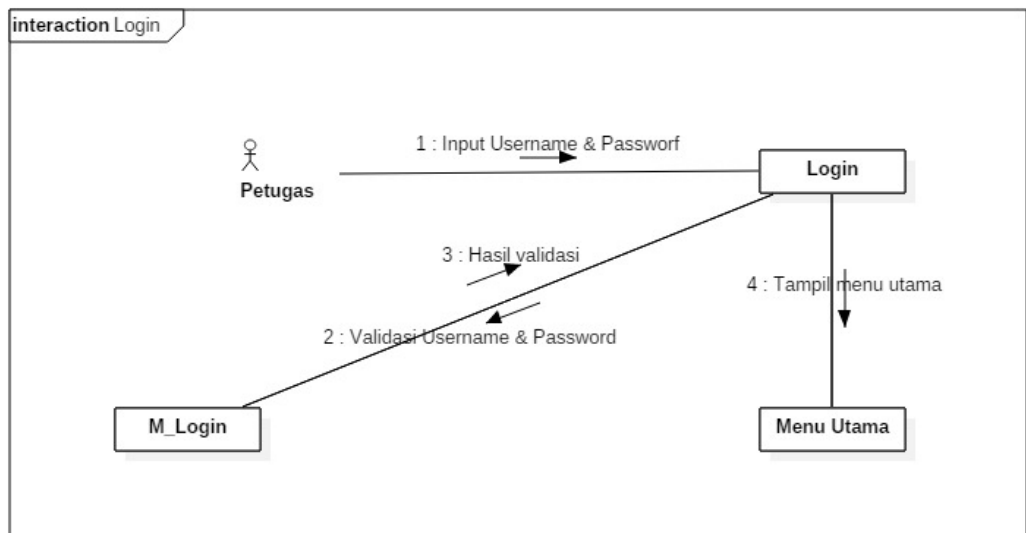 interaction Login
1 : Input Username & Passworf
Petugas
Login
3 : Hasil validasi
4 : Tampil menu utama
2 : Validasi Username & Password
M_Login
Menu Utama